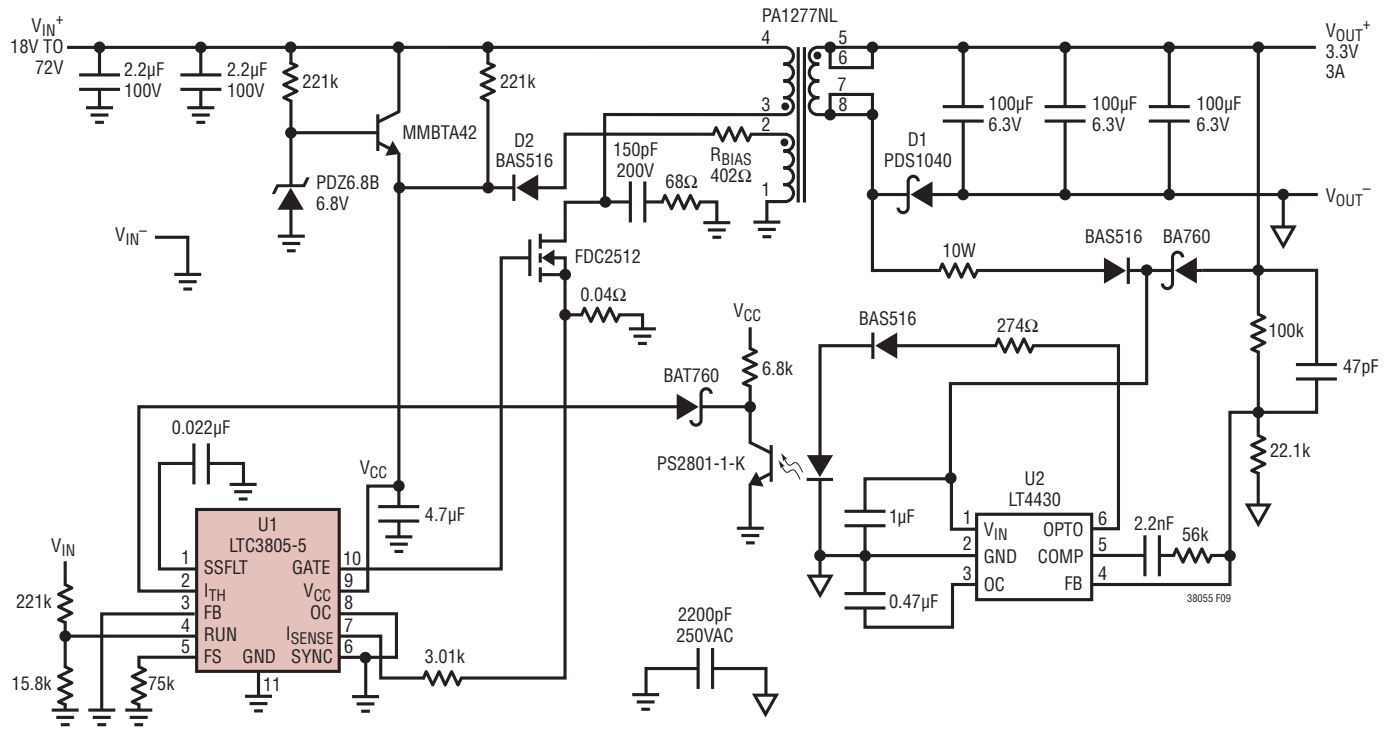 PA1277NL
VIN+
18V TO
72V
2.2µF
100V
2.2µF
100V
221k
MMBTA42
221k
D2
BAS516
PDZ6.8B
6.8V
VIN−
150pF
200V
68Ω
RBIAS
402Ω
4
3
2
1
5
6
7
8
D1
PDS1040
100µF
6.3V
100µF
6.3V
100µF
6.3V
VOUT+
3.3V
3A
VOUT−
FDC2512
0.04Ω
10W
BAS516
BA760
VCC
6.8k
BAT760
PS2801-1-K
BAS516
274Ω
100k
47pF
22.1k
0.022µF
VCC
4.7µF
U1
LTC3805-5
1
SSFLT
2
ITH
3
FB
4
RUN
5
FS
GND
11
GATE
10
VCC
9
OC
8
ISENSE
7
SYNC
6
VIN
221k
15.8k
75k
3.01k
2200pF
250VAC
1µF
0.47µF
U2
LT4430
1
VIN
2
GND
3
OC
OPTO
6
COMP
5
FB
4
2.2nF
56k
38055 F09